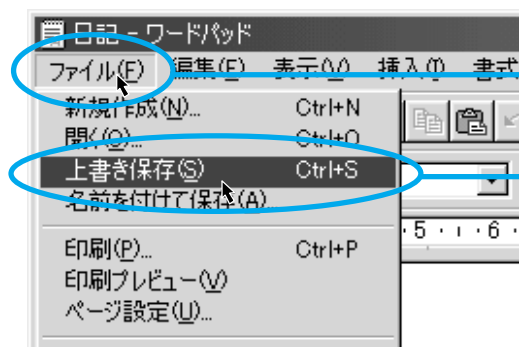 日記 - ワードパッド
ファイル(F) 編集(E) 表示(V) 挿入(I) 書式
新規作成(N)... Ctrl+N
開く(O)... Ctrl+O
上書き保存(S) Ctrl+S
名前を付けて保存(A)...
· 5 · ı · 6 ·
印刷(P)... Ctrl+P
印刷プレビュー(V)
ページ設定(U)...